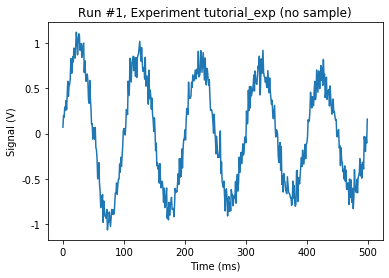 Run #1, Experiment tutorial_exp (no sample)
1
0.5
0
-0.5
-1
Signal (V)
0 100 200 300 400 500
Time (ms)